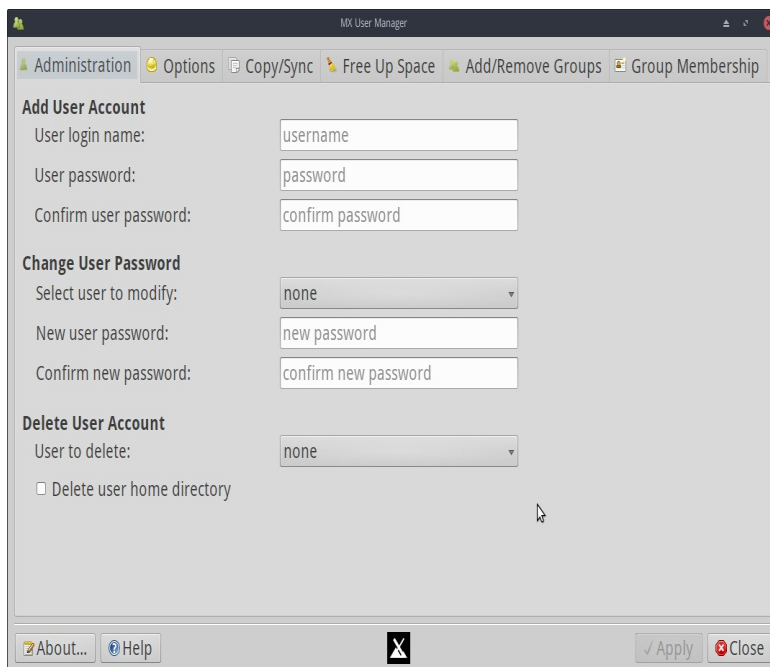 MX User Manager
Administration Options Copy/Sync Free Up Space Add/Remove Groups Group Membership
Add User Account
User login name: username
User password: password
Confirm user password: confirm password
Change User Password
Select user to modify: none
New user password: new password
Confirm new password: confirm new password
Delete User Account
User to delete: none
Delete user home directory
About... Help Apply Close